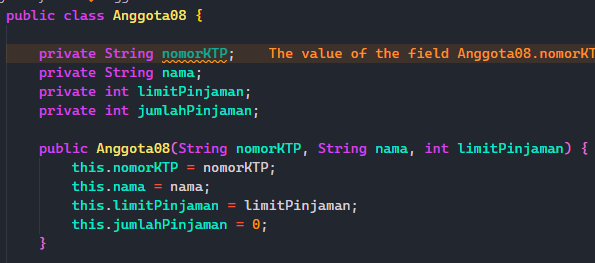 public class Anggota08 {
private String nomorKTP; The value of the field Anggota08.nomorKT
private String nama;
private int limitPinjaman;
private int jumlahPinjaman;
public Anggota08(String nomorKTP, String nama, int limitPinjaman) {
this.nomorKTP = nomorKTP;
this.nama = nama;
this.limitPinjaman = limitPinjaman;
this.jumlahPinjaman = 0;
}